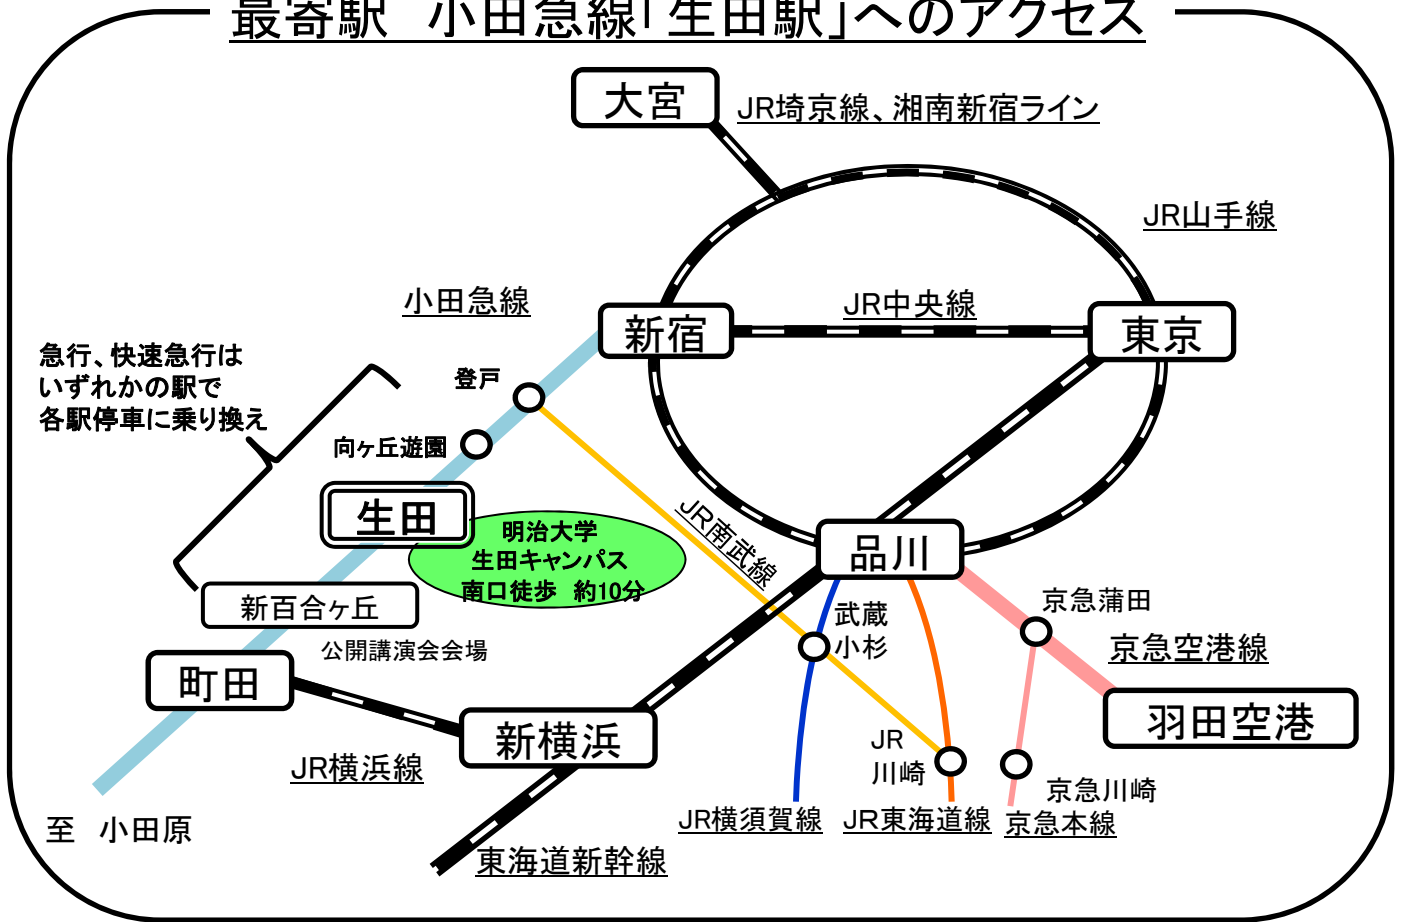 最寄駅　小田急線「生田駅」へのアクセス
大宮
JR埼京線、湘南新宿ライン
JR山手線
小田急線
JR中央線
新宿
東京
急行、快速急行は
いずれかの駅で
各駅停車に乗り換え
登戸
向ヶ丘遊園
生田
明治大学
生田キャンパス
南口徒歩　約10分
JR南武線
品川
新百合ヶ丘
公開講演会会場
武蔵
小杉
京急蒲田
京急空港線
町田
新横浜
羽田空港
JR横浜線
JR
川崎
京急川崎
至　小田原
JR横須賀線
JR東海道線
京急本線
東海道新幹線